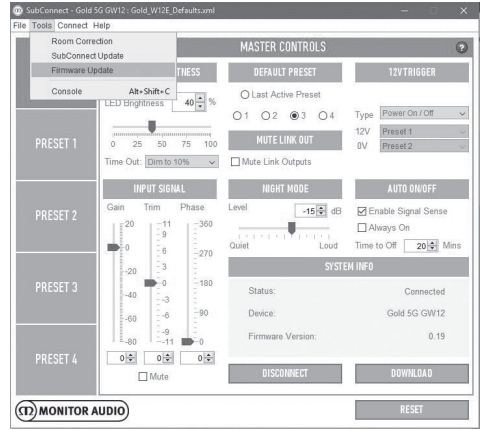 SubConnect - Gold 5G GW12 : Gold_W12E_Defaults.xml
File Tools Connect Help
Room Correction
SubConnect Update
Firmware Update
Console Alt+Shift+C
MASTER CONTROLS
?
TNESS
LED Brightness 40 %
0 25 50 75 100
Time Out: Dim to 10%
DEFAULT PRESET
Last Active Preset
1 2 3 4
MUTE LINK OUT
Mute Link Outputs
12V TRIGGER
Type Power On / Off
12V Preset 1
0V Preset 2
PRESET 1
PRESET 2
PRESET 3
PRESET 4
INPUT SIGNAL
Gain Trim Phase
20 11 360
9
6 270
0
3
-20 0 180
-40 -3
-6 90
-60
-9
-80 -11 0
0 0 0
Mute
NIGHT MODE
Level -15 dB
Quiet Loud
AUTO ON/OFF
Enable Signal Sense
Always On
Time to Off 20 Mins
SYSTEM INFO
Status: Connected
Device: Gold 5G GW12
Firmware Version: 0.19
DISCONNECT DOWNLOAD
MONITOR AUDIO
RESET